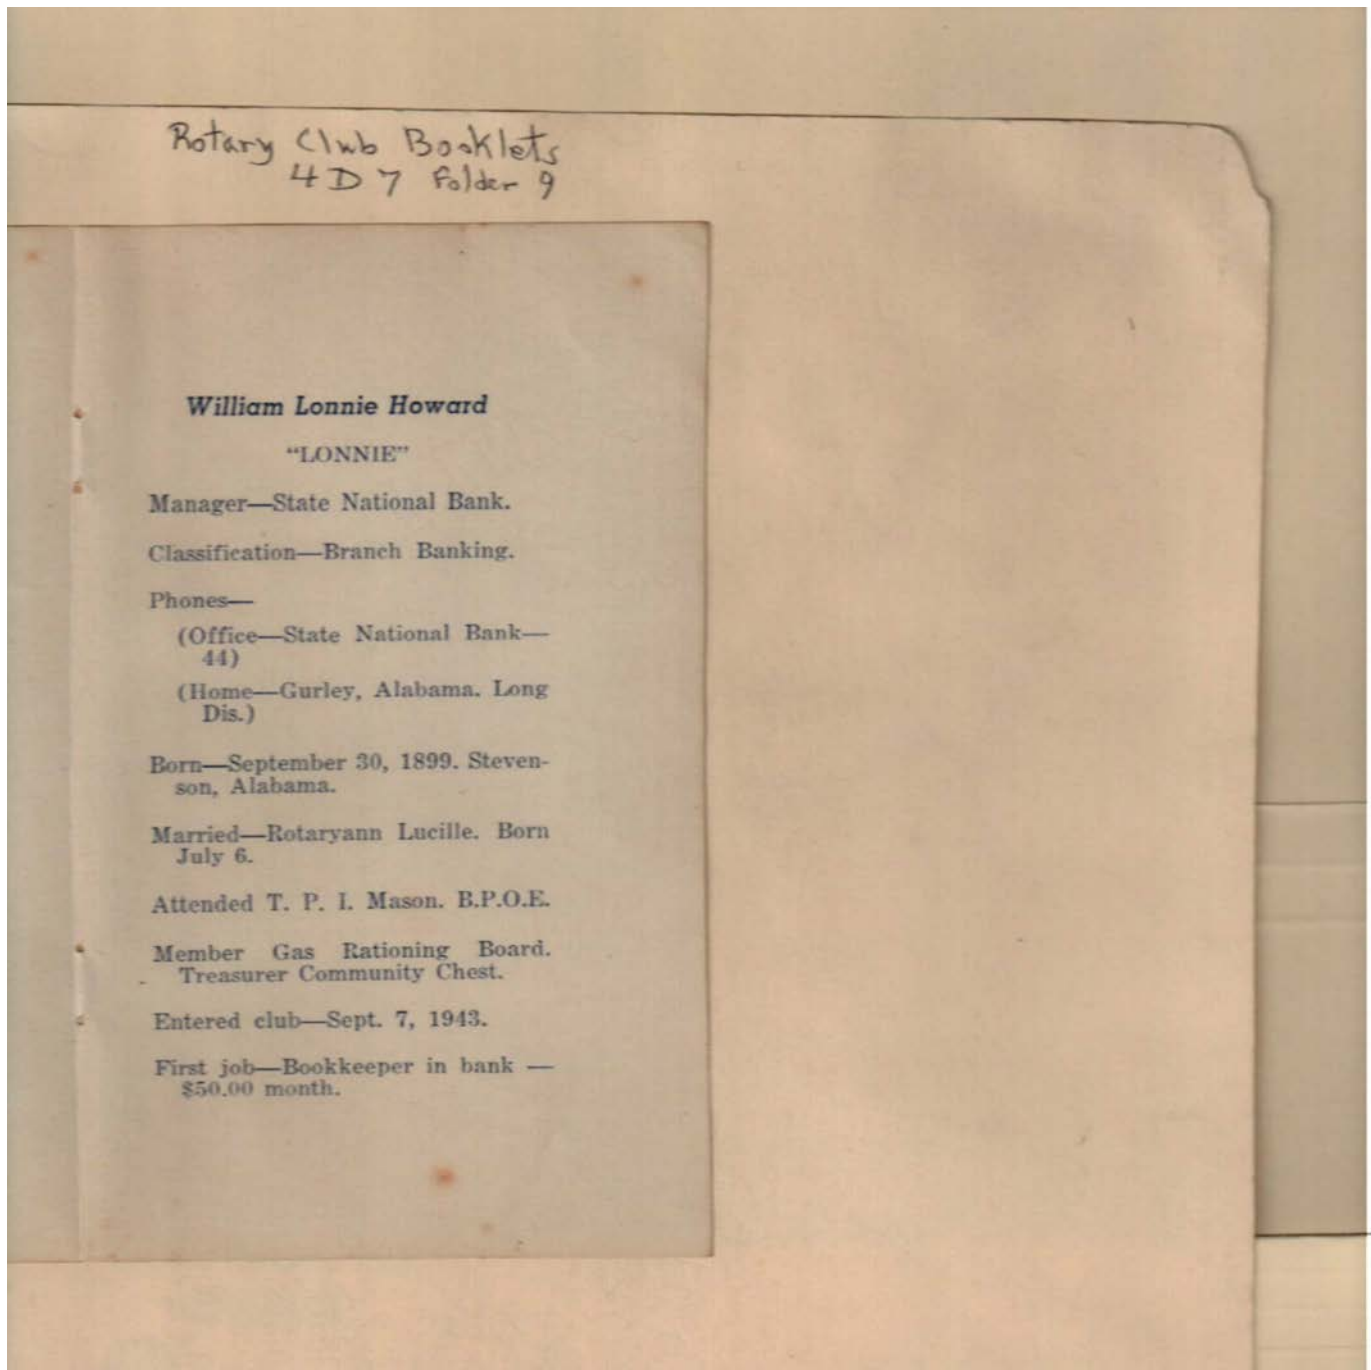 Rotary Club Booklets
4 D 7 Folder 9
William Lonnie Howard
“LONNIE”
Manager—State National Bank.
Classification—Branch Banking.
Phones—
(Office—State National Bank—
44)
(Home—Gurley, Alabama. Long
Dis.)
Born—September 30, 1899. Steven-
son, Alabama.
Married—Rotaryann Lucille. Born
July 6.
Attended T. P. I. Mason. B.P.O.E.
Member Gas Rationing Board.
Treasurer Community Chest.
Entered club—Sept. 7, 1943.
First job—Bookkeeper in bank —
$50.00 month.